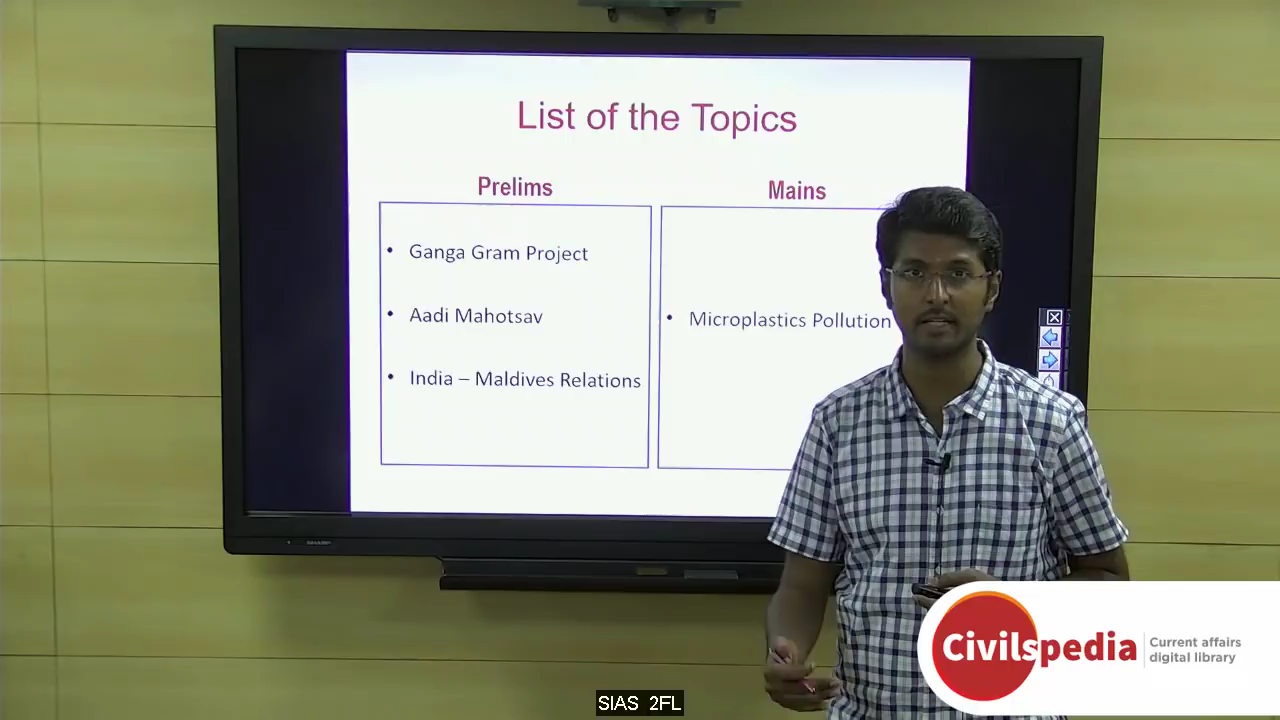 List of the Topics
Prelims
Mains
• Ganga Gram Project
• Aadi Mahotsav
• India – Maldives Relations
• Microplastics Pollution
SHARP
Civilspedia
Current affairs
digital library
SIAS 2FL